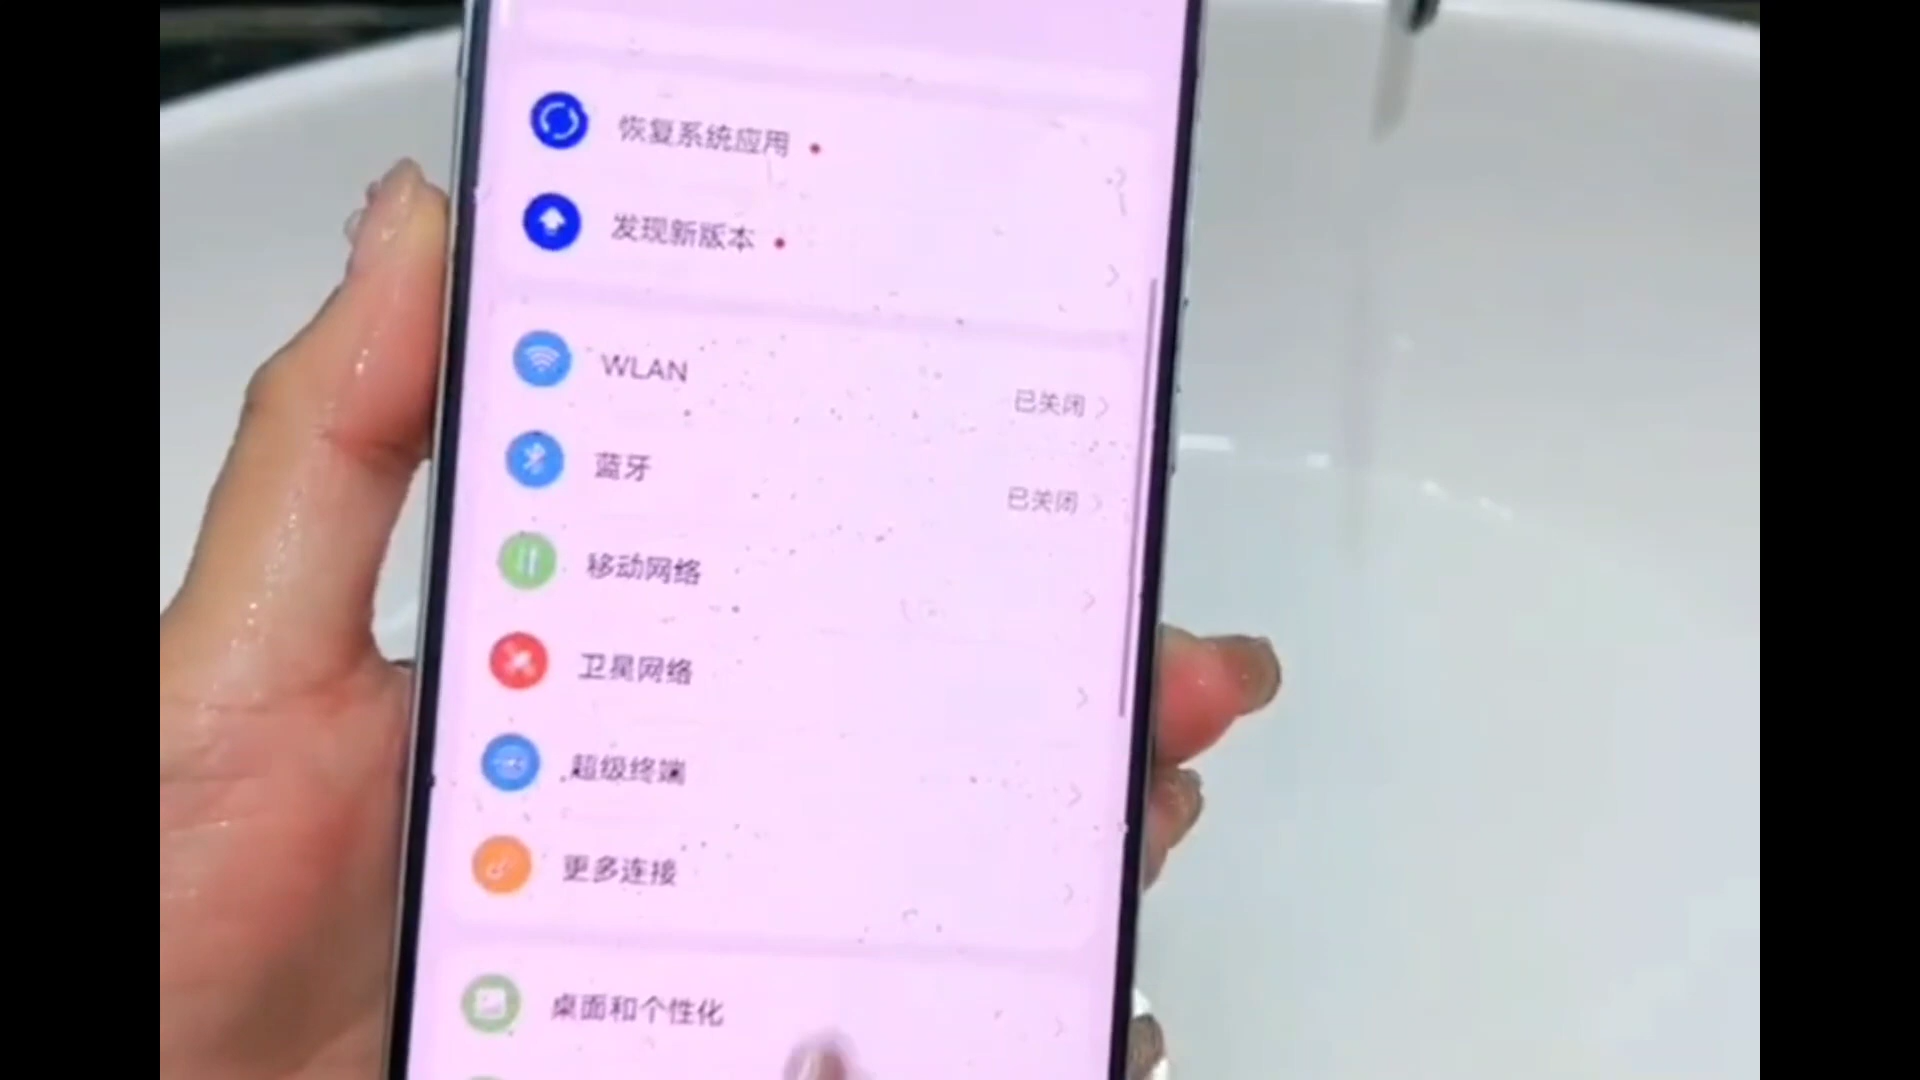 恢复系统应用
发现新版本
WLAN 已关闭
蓝牙 已关闭
移动网络
卫星网络
超级终端
更多连接
桌面和个性化